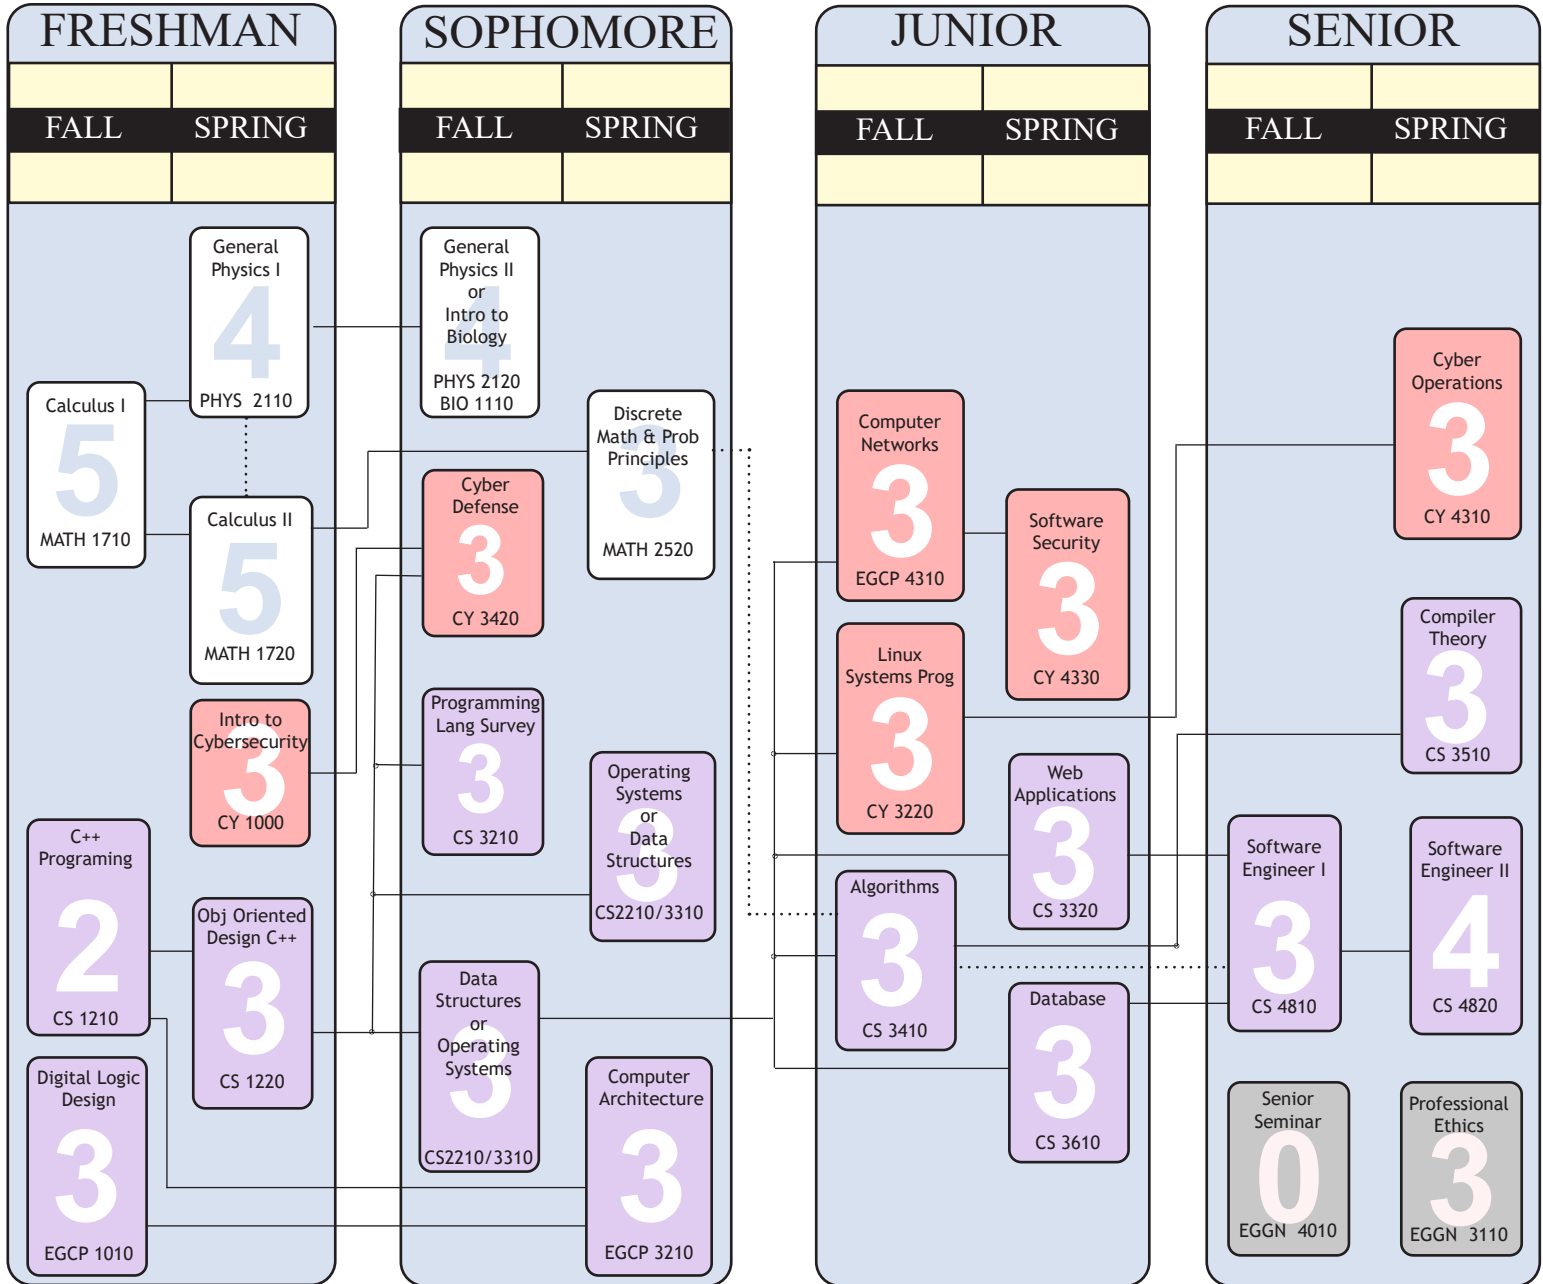 FRESHMAN
FALL SPRING
General
Physics I
4
PHYS 2110
Calculus I
5
MATH 1710
Calculus II
5
MATH 1720
Intro to
Cybersecurity
3
CY 1000
C++
Programing
2
CS 1210
Obj Oriented
Design C++
3
CS 1220
Digital Logic
Design
3
EGCP 1010
SOPHOMORE
FALL SPRING
General
Physics II
or
Intro to
Biology
4
PHYS 2120
BIO 1110
Discrete
Math & Prob
Principles
3
MATH 2520
Cyber
Defense
3
CY 3420
Programming
Lang Survey
3
CS 3210
Operating
Systems
or
Data
Structures
3
CS2210/3310
Data
Structures
or
Operating
Systems
3
CS2210/3310
Computer
Architecture
3
EGCP 3210
JUNIOR
FALL SPRING
Computer
Networks
3
EGCP 4310
Software
Security
3
CY 4330
Linux
Systems Prog
3
CY 3220
Web
Applications
3
CS 3320
Algorithms
3
CS 3410
Database
3
CS 3610
SENIOR
FALL SPRING
Cyber
Operations
3
CY 4310
Compiler
Theory
3
CS 3510
Software
Engineer I
3
CS 4810
Software
Engineer II
4
CS 4820
Senior
Seminar
0
EGGN 4010
Professional
Ethics
3
EGGN 3110